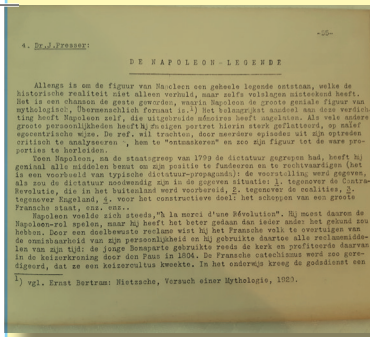 -25-
4. Dr.J.Presser:
DE NAPOLEON-LEGENDE
Allengs is om de figuur van Napoleon een geheele legende ontstaan, welke de
historische realiteit niet alleen verhuld, maar zelfs volslagen misteekend heeft.
Het is een chanson de geste geworden, waarin Napoleon de groote geniale figuur van
mythologisch, Übermenschlich formaat is.¹) Het belangrijkst aandeel aan deze verdich-
ting heeft Napoleon zelf, die uitgebreide mémoires heeft nagelaten. Als vele andere
groote persoonlijkheden heeft hij zijn eigen portret hierin sterk geflatteerd, op naïef
egocentrische wijze. De ref. wil trachten, door meerdere episodes uit zijn optreden
critisch te analyseeren -, hem te "ontmaskeren" en zoo zijn figuur tot de ware pro-
porties te herleiden.
Toen Napoleon, na de staatsgreep van 1799 de dictatuur gegrepen had, heeft hij
geniaal alle middelen benut om zijn positie te fundeeren en te rechtvaardigen (het
is een voorbeeld van typische dictatuur-propaganda): de voorstelling werd gegeven,
als zou de dictatuur noodwendig zijn in de gegeven situatie: 1. tegenover de Contra-
Revolutie, die in het buitenland werd voorbereid, 2. tegenover de coalities, 3.
tegenover Engeland, 4. voor het constructieve doel: het scheppen van een groote
Fransche staat, enz. enz..
Napoleon voelde zich steeds "à la merci d'une Révolution". Hij moest daarom de
Napoleon-rol spelen, maar hij heeft het beter gedaan dan ieder ander het gekund zou
hebben. Door een doelbewuste reclame wist hij het Fransche volk te overtuigen van
de onmisbaarheid van zijn persoonlijkheid en hij gebruikte daartoe alle reclamemidde-
len van zijn tijd: de jonge Bonaparte gebruikte reeds de kerk en profiteerde daarvan
in de keizerkroning door den Paus in 1804. De Fransche catechismus werd zoo gere-
digeerd, dat ze een keizercultus kweekte. In het onderwijs kreeg de godsdienst een
¹) vgl. Ernst Bertram: Nietzsche, Versuch einer Mythologie, 1920.